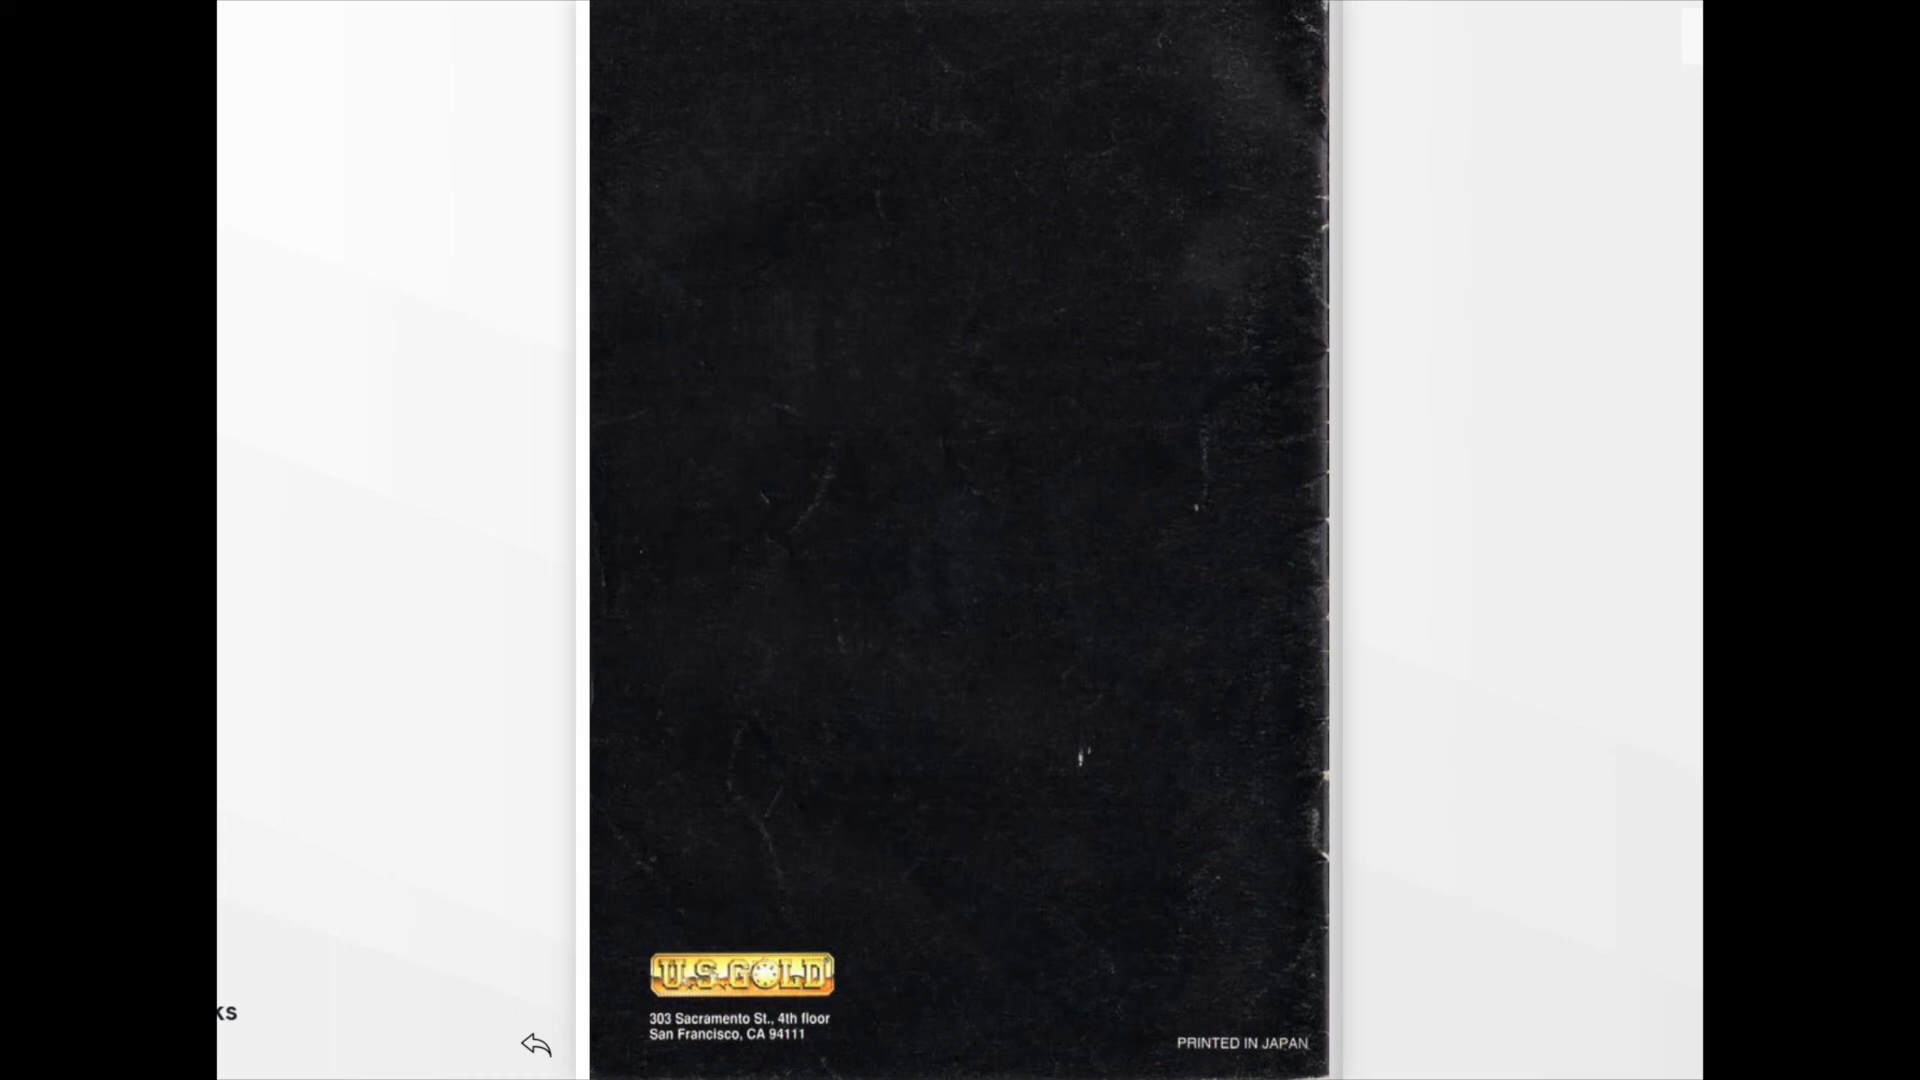 U.S.GOLD
303 Sacramento St., 4th floor
San Francisco, CA 94111
PRINTED IN JAPAN
ks